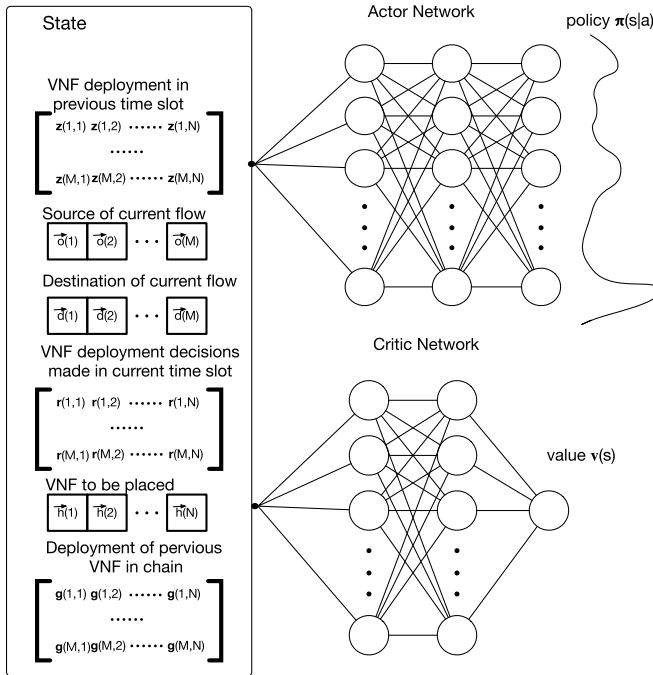 State
VNF deployment in
previous time slot
z(1,1) z(1,2) ...... z(1,N)
......
z(M,1) z(M,2) ...... z(M,N)
Source of current flow
o⃗(1) o⃗(2) ... o⃗(M)
Destination of current flow
d⃗(1) d⃗(2) ... d⃗(M)
VNF deployment decisions
made in current time slot
r(1,1) r(1,2) ...... r(1,N)
......
r(M,1) r(M,2) ...... r(M,N)
VNF to be placed
h⃗(1) h⃗(2) ... h⃗(N)
Deployment of pervious
VNF in chain
g(1,1) g(1,2) ...... g(1,N)
......
g(M,1) g(M,2) ...... g(M,N)
Actor Network
policy π(s|a)
Critic Network
value v(s)